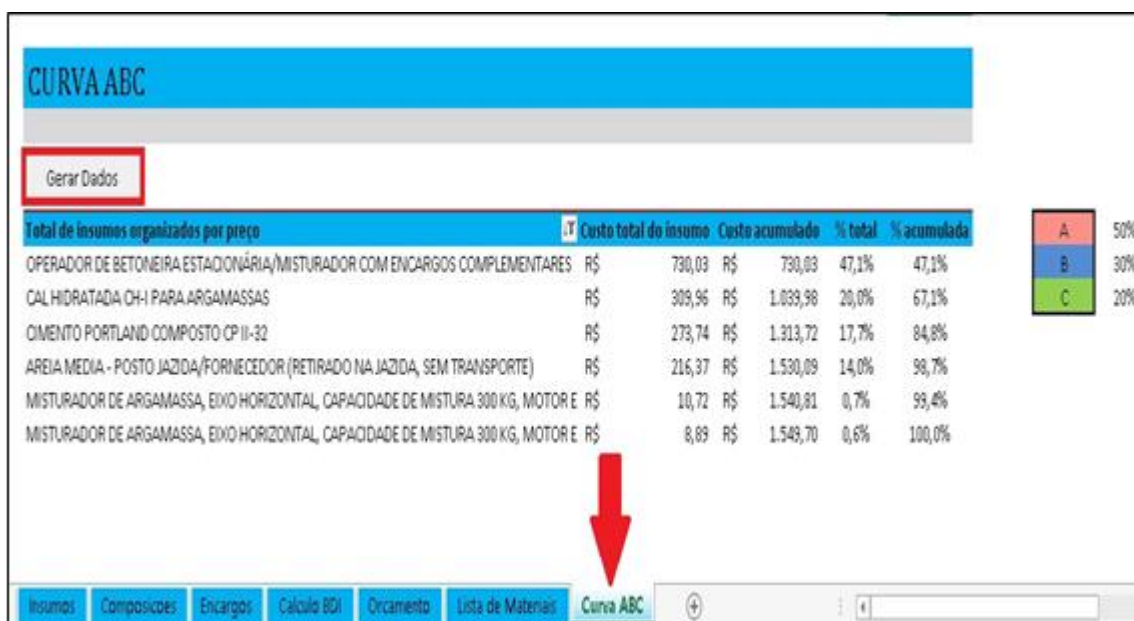 CURVA ABC
Gerar Dados
Total de insumos organizados por preço Custo total do insumo Custo acumulado % total % acumulada
OPERADOR DE BETONEIRA ESTACIONÁRIA/MISTURADOR COM ENCARGOS COMPLEMENTARES R$ 730,03 R$ 730,03 47,1% 47,1%
CAL HIDRATADA CH-I PARA ARGAMASSAS R$ 309,96 R$ 1.039,98 20,0% 67,1%
CIMENTO PORTLAND COMPOSTO CP II-32 R$ 273,74 R$ 1.313,72 17,7% 84,8%
AREIA MEDIA - POSTO JAZIDA/FORNECEDOR (RETIRADO NA JAZIDA, SEM TRANSPORTE) R$ 216,37 R$ 1.530,09 14,0% 98,7%
MISTURADOR DE ARGAMASSA, EIXO HORIZONTAL, CAPACIDADE DE MISTURA 300 KG, MOTOR E R$ 10,72 R$ 1.540,81 0,7% 99,4%
MISTURADOR DE ARGAMASSA, EIXO HORIZONTAL, CAPACIDADE DE MISTURA 300 KG, MOTOR E R$ 8,89 R$ 1.549,70 0,6% 100,0%
A 50%
B 30%
C 20%
Insumos Composicoes Encargos Calculo BDI Orcamento Lista de Materiais Curva ABC